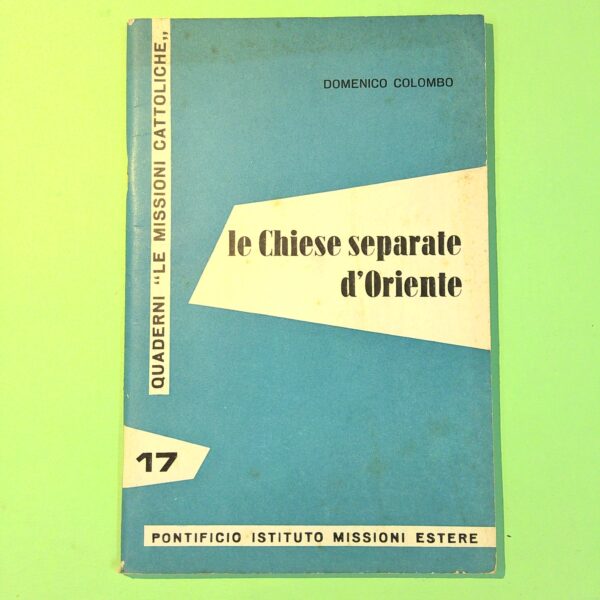 DOMENICO COLOMBO
QUADERNI "LE MISSIONI CATTOLICHE„
le Chiese separate
d'Oriente
17
PONTIFICIO ISTITUTO MISSIONI ESTERE